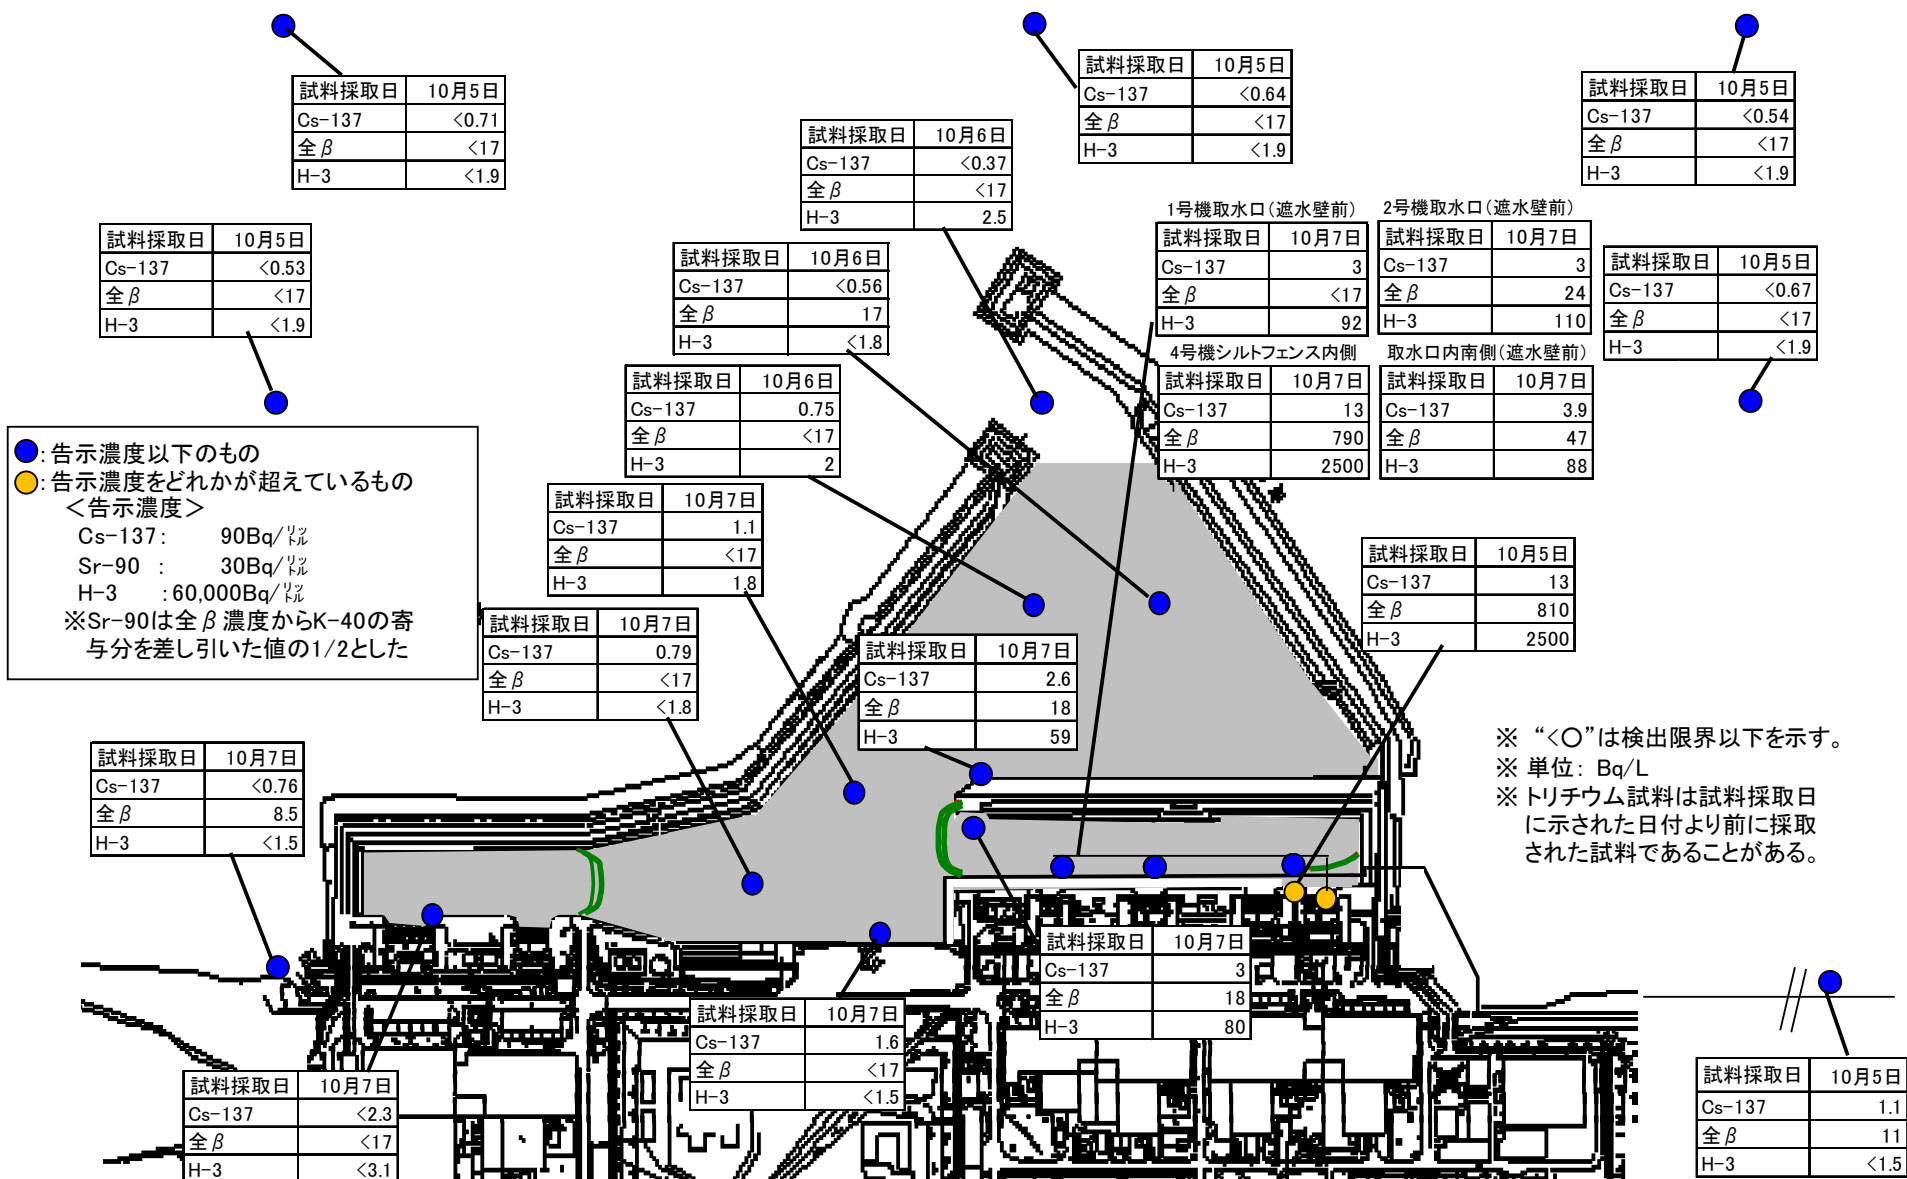 試料採取日 10月5日
Cs-137 <0.71
全β <17
H-3 <1.9
試料採取日 10月5日
Cs-137 <0.64
全β <17
H-3 <1.9
試料採取日 10月5日
Cs-137 <0.54
全β <17
H-3 <1.9
試料採取日 10月6日
Cs-137 <0.37
全β <17
H-3 2.5
試料採取日 10月5日
Cs-137 <0.53
全β <17
H-3 <1.9
試料採取日 10月6日
Cs-137 <0.56
全β 17
H-3 <1.8
1号機取水口(遮水壁前)
試料採取日 10月7日
Cs-137 3
全β <17
H-3 92
2号機取水口(遮水壁前)
試料採取日 10月7日
Cs-137 3
全β 24
H-3 110
試料採取日 10月5日
Cs-137 <0.67
全β <17
H-3 <1.9
4号機シルトフェンス内側
試料採取日 10月7日
Cs-137 13
全β 790
H-3 2500
取水口内南側(遮水壁前)
試料採取日 10月7日
Cs-137 3.9
全β 47
H-3 88
試料採取日 10月6日
Cs-137 0.75
全β <17
H-3 2
●: 告示濃度以下のもの
●: 告示濃度をどれかが超えているもの
<告示濃度>
Cs-137: 90Bq/㍑
Sr-90 : 30Bq/㍑
H-3 :60,000Bq/㍑
※Sr-90は全β濃度からK-40の寄
与分を差し引いた値の1/2とした
試料採取日 10月7日
Cs-137 1.1
全β <17
H-3 1.8
試料採取日 10月5日
Cs-137 13
全β 810
H-3 2500
試料採取日 10月7日
Cs-137 0.79
全β <17
H-3 <1.8
試料採取日 10月7日
Cs-137 2.6
全β 18
H-3 59
※ “<○”は検出限界以下を示す。
※ 単位: Bq/L
※ トリチウム試料は試料採取日
に示された日付より前に採取
された試料であることがある。
試料採取日 10月7日
Cs-137 <0.76
全β 8.5
H-3 <1.5
試料採取日 10月7日
Cs-137 3
全β 18
H-3 80
試料採取日 10月7日
Cs-137 1.6
全β <17
H-3 <1.5
試料採取日 10月7日
Cs-137 <2.3
全β <17
H-3 <3.1
試料採取日 10月5日
Cs-137 1.1
全β 11
H-3 <1.5